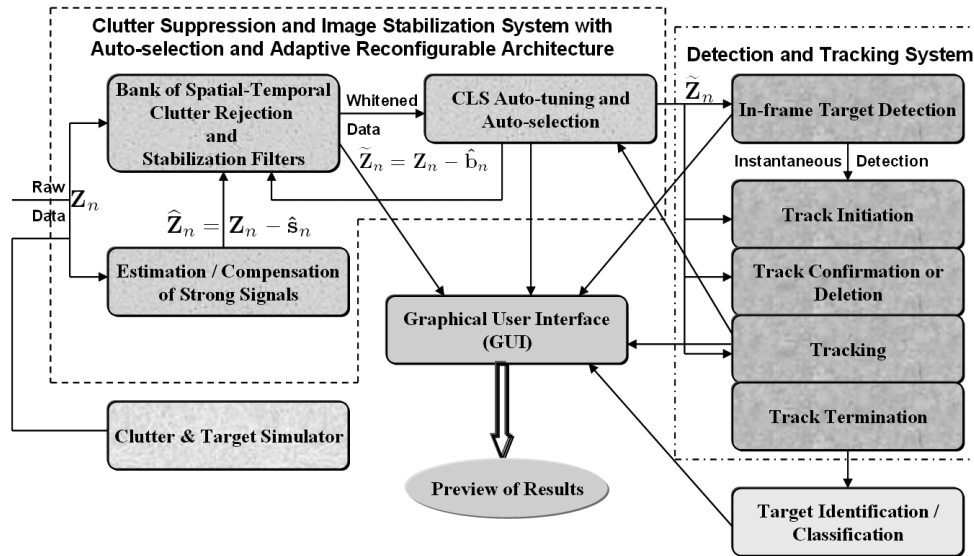 Clutter Suppression and Image Stabilization System with
Auto-selection and Adaptive Reconfigurable Architecture
Detection and Tracking System
Bank of Spatial-Temporal
Clutter Rejection
and
Stabilization Filters
Whitened
Data
Z̃ₙ = Zₙ − b̂ₙ
CLS Auto-tuning and
Auto-selection
Z̃ₙ
In-frame Target Detection
Instantaneous Detection
Raw
Data
Zₙ
Ẑₙ = Zₙ − ŝₙ
Estimation / Compensation
of Strong Signals
Track Initiation
Track Confirmation or
Deletion
Graphical User Interface
(GUI)
Tracking
Track Termination
Clutter & Target Simulator
Preview of Results
Target Identification /
Classification